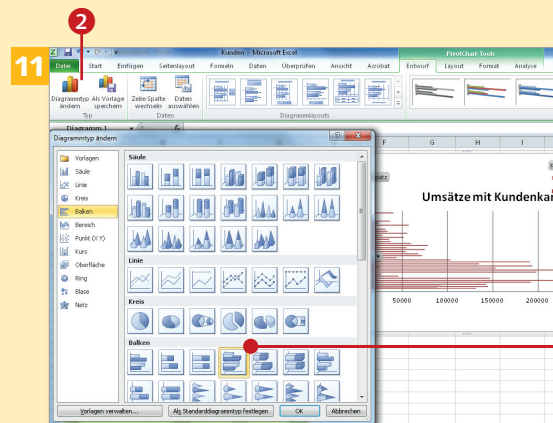 2
11
Kunden - Microsoft Excel
PivotChart-Tools
Datei Start Einfügen Seitenlayout Formeln Daten Überprüfen Ansicht Acrobat Entwurf Layout Format Analyse
Diagrammtyp Als Vorlage Zeile/Spalte Daten
ändern speichern wechseln auswählen
Typ Daten Diagrammlayouts
Diagramm 1
Diagrammtyp ändern
F G H I
Vorlagen
Säule
Linie
Kreis
Balken
Bereich
Punkt (X Y)
Kurs
Oberfläche
Ring
Blase
Netz
Säule
Linie
Kreis
Balken
Umsätze mit Kundenkar
50000 100000 150000 200000
Vorlagen verwalten... Als Standarddiagrammtyp festlegen OK Abbrechen